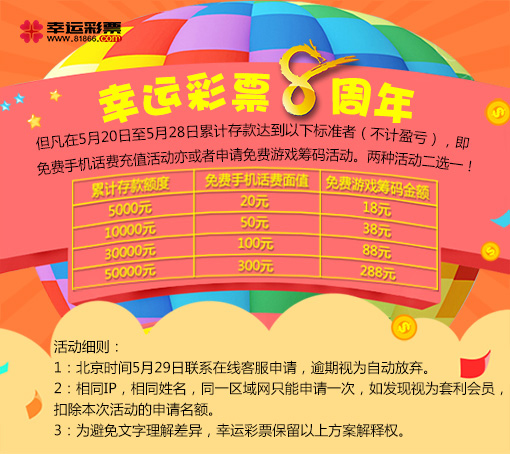 幸运彩票
www.81866.com
幸运彩票8周年
但凡在5月20日至5月28日累计存款达到以下标准者（不计盈亏），即
免费手机话费充值活动亦或者申请免费游戏筹码活动。两种活动二选一！
累计存款额度 免费手机话费面值 免费游戏筹码金额
5000元 20元 18元
10000元 50元 38元
30000元 100元 88元
50000元 300元 288元
活动细则：
1：北京时间5月29日联系在线客服申请，逾期视为自动放弃。
2：相同IP，相同姓名，同一区域网只能申请一次，如发现视为套利会员，
扣除本次活动的申请名额。
3：为避免文字理解差异，幸运彩票保留以上方案解释权。